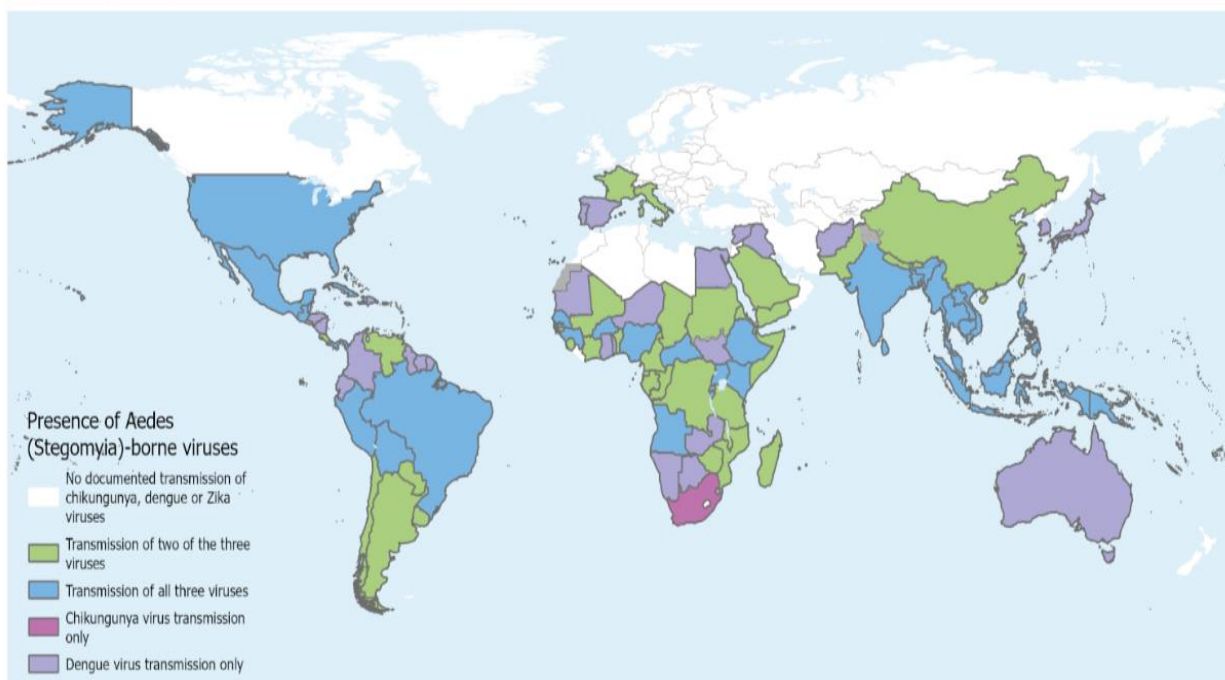 Presence of Aedes
(Stegomyia)-borne viruses
No documented transmission of
chikungunya, dengue or Zika
viruses
Transmission of two of the three
viruses
Transmission of all three viruses
Chikungunya virus transmission
only
Dengue virus transmission only